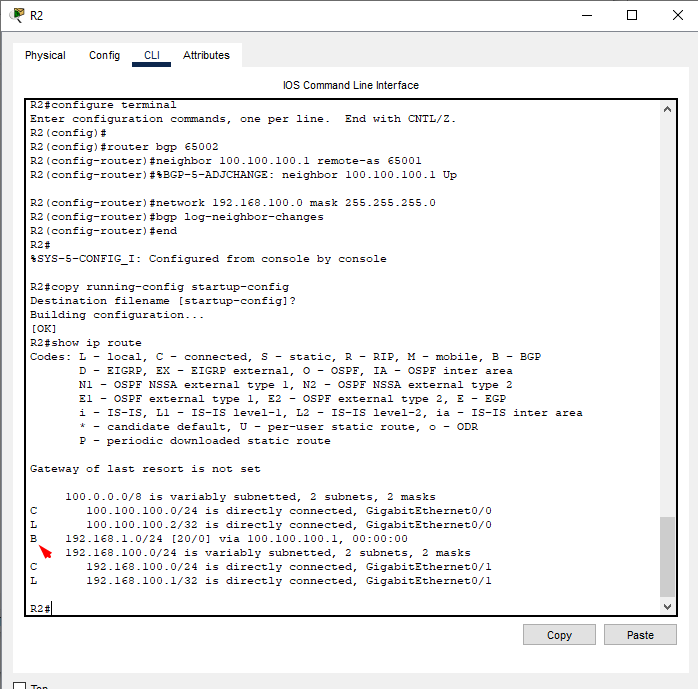 R2
Physical Config CLI Attributes
IOS Command Line Interface
R2#configure terminal
Enter configuration commands, one per line.  End with CNTL/Z.
R2(config)#
R2(config)#router bgp 65002
R2(config-router)#neighbor 100.100.100.1 remote-as 65001
R2(config-router)#%BGP-5-ADJCHANGE: neighbor 100.100.100.1 Up
R2(config-router)#network 192.168.100.0 mask 255.255.255.0
R2(config-router)#bgp log-neighbor-changes
R2(config-router)#end
R2#
%SYS-5-CONFIG_I: Configured from console by console
R2#copy running-config startup-config
Destination filename [startup-config]?
Building configuration...
[OK]
R2#show ip route
Codes: L - local, C - connected, S - static, R - RIP, M - mobile, B - BGP
D - EIGRP, EX - EIGRP external, O - OSPF, IA - OSPF inter area
N1 - OSPF NSSA external type 1, N2 - OSPF NSSA external type 2
E1 - OSPF external type 1, E2 - OSPF external type 2, E - EGP
i - IS-IS, L1 - IS-IS level-1, L2 - IS-IS level-2, ia - IS-IS inter area
* - candidate default, U - per-user static route, o - ODR
P - periodic downloaded static route
Gateway of last resort is not set
100.0.0.0/8 is variably subnetted, 2 subnets, 2 masks
C 100.100.100.0/24 is directly connected, GigabitEthernet0/0
L 100.100.100.2/32 is directly connected, GigabitEthernet0/0
B 192.168.1.0/24 [20/0] via 100.100.100.1, 00:00:00
192.168.100.0/24 is variably subnetted, 2 subnets, 2 masks
C 192.168.100.0/24 is directly connected, GigabitEthernet0/1
L 192.168.100.1/32 is directly connected, GigabitEthernet0/1
R2#
Copy Paste